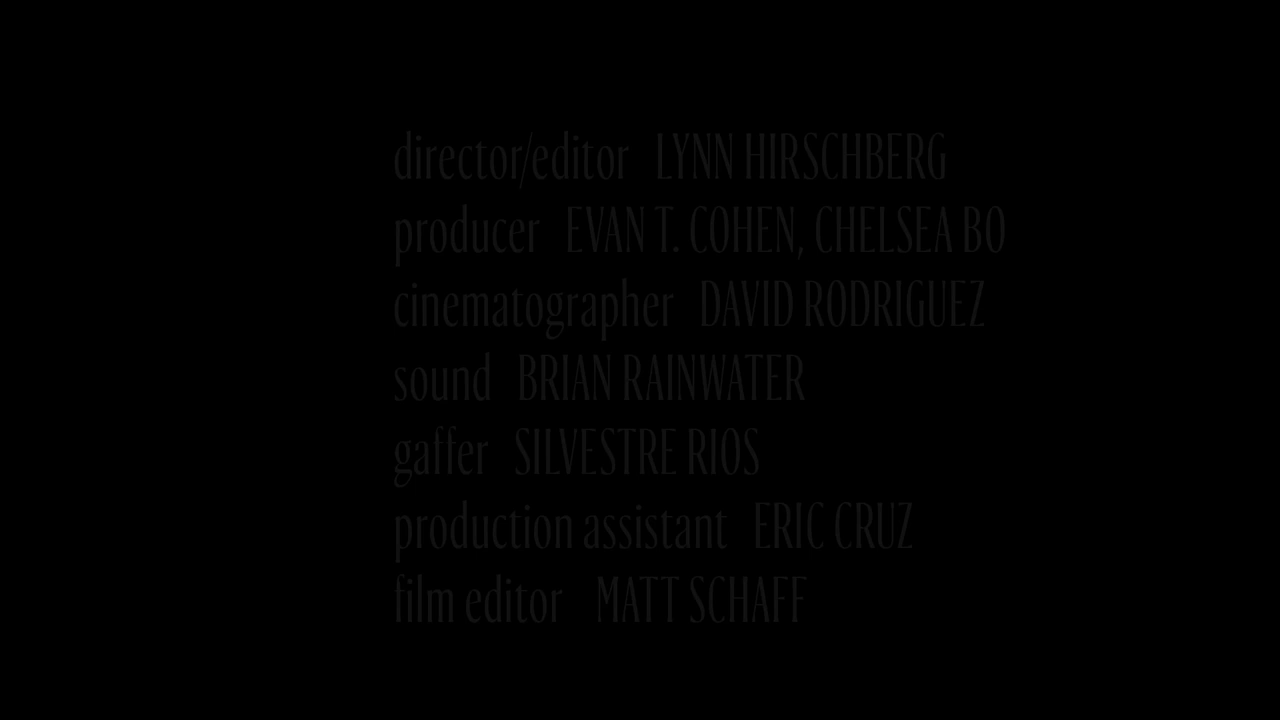 director/editor LYNN HIRSCHBERG
producer EVAN T. COHEN, CHELSEA BO
cinematographer DAVID RODRIGUEZ
sound BRIAN RAINWATER
gaffer SILVESTRE RIOS
production assistant ERIC CRUZ
film editor MATT SCHAFF